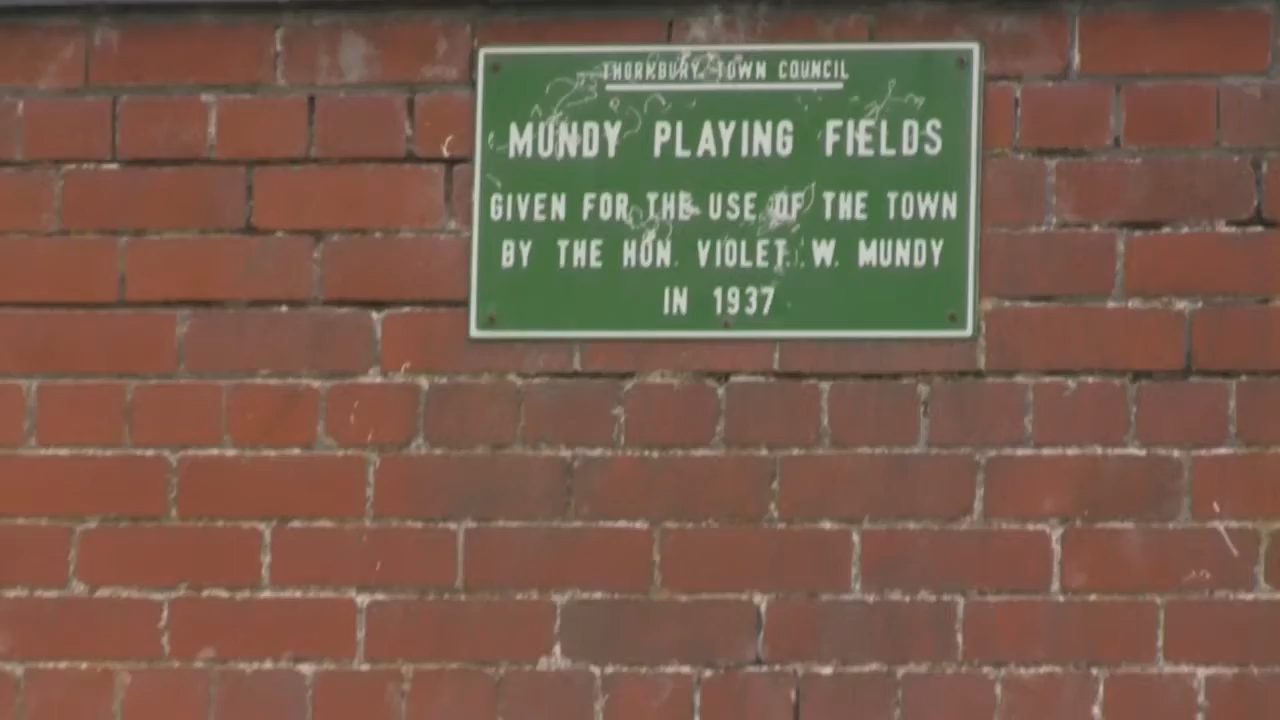 THORNBURY TOWN COUNCIL
MUNDY PLAYING FIELDS
GIVEN FOR THE USE OF THE TOWN
BY THE HON. VIOLET. W. MUNDY
IN 1937